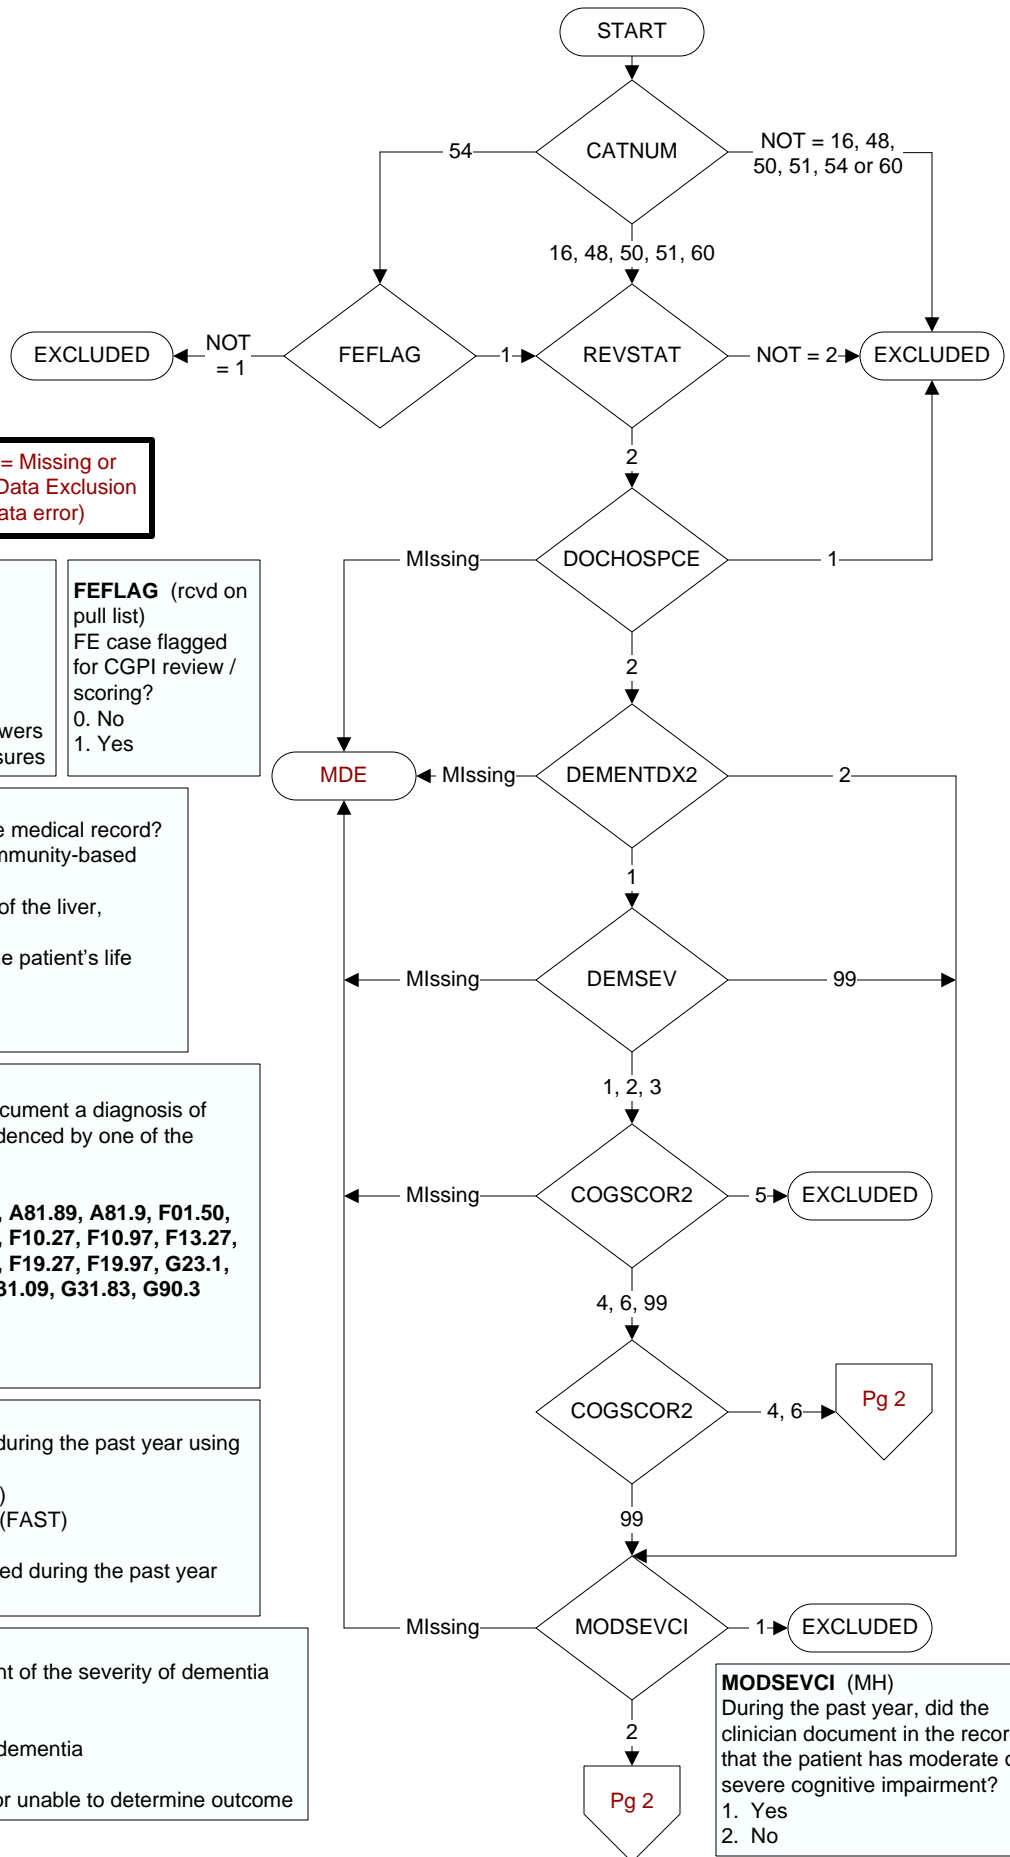 START
CATNUM
54
NOT = 16, 48,
50, 51, 54 or 60
16, 48, 50, 51, 60
EXCLUDED
NOT
= 1
FEFLAG
1
REVSTAT
NOT = 2
EXCLUDED
2
= Missing or
Data Exclusion
ata error)
MIssing
DOCHOSPCE
1
FEFLAG (rcvd on
pull list)
FE case flagged
for CGPI review /
scoring?
0. No
1. Yes
wers
sures
2
MDE
MIssing
DEMENTDX2
2
e medical record?
mmunity-based
of the liver,
e patient's life
1
MIssing
DEMSEV
99
cument a diagnosis of
denced by one of the
, A81.89, A81.9, F01.50,
, F10.27, F10.97, F13.27,
, F19.27, F19.97, G23.1,
31.09, G31.83, G90.3
1, 2, 3
MIssing
COGSCOR2
5
EXCLUDED
4, 6, 99
COGSCOR2
4, 6
Pg 2
during the past year using
)
(FAST)
ed during the past year
99
MIssing
MODSEVCI
1
EXCLUDED
nt of the severity of dementia
dementia
or unable to determine outcome
2
Pg 2
MODSEVCI (MH)
During the past year, did the
clinician document in the recor
that the patient has moderate o
severe cognitive impairment?
1. Yes
2. No